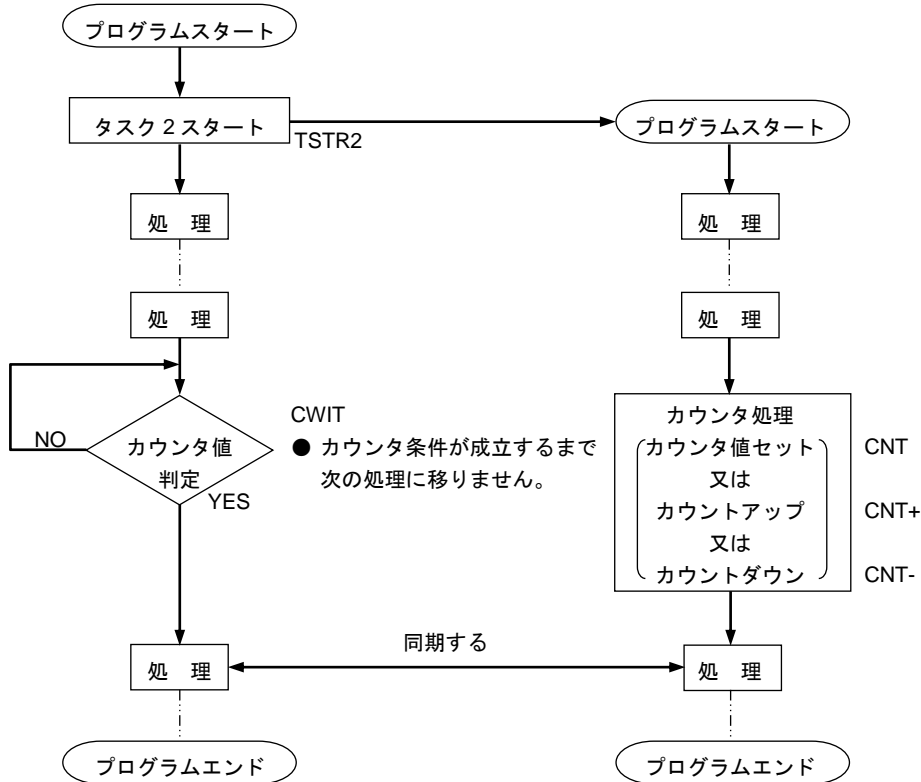 プログラムスタート
タスク 2 スタート
TSTR2
プログラムスタート
処 理
処 理
処 理
処 理
NO
カウンタ値
判定
YES
CWIT
● カウンタ条件が成立するまで
次の処理に移りません。
カウンタ処理
カウンタ値セット
又は
カウントアップ
又は
カウントダウン
CNT
CNT+
CNT-
同期する
処 理
処 理
プログラムエンド
プログラムエンド